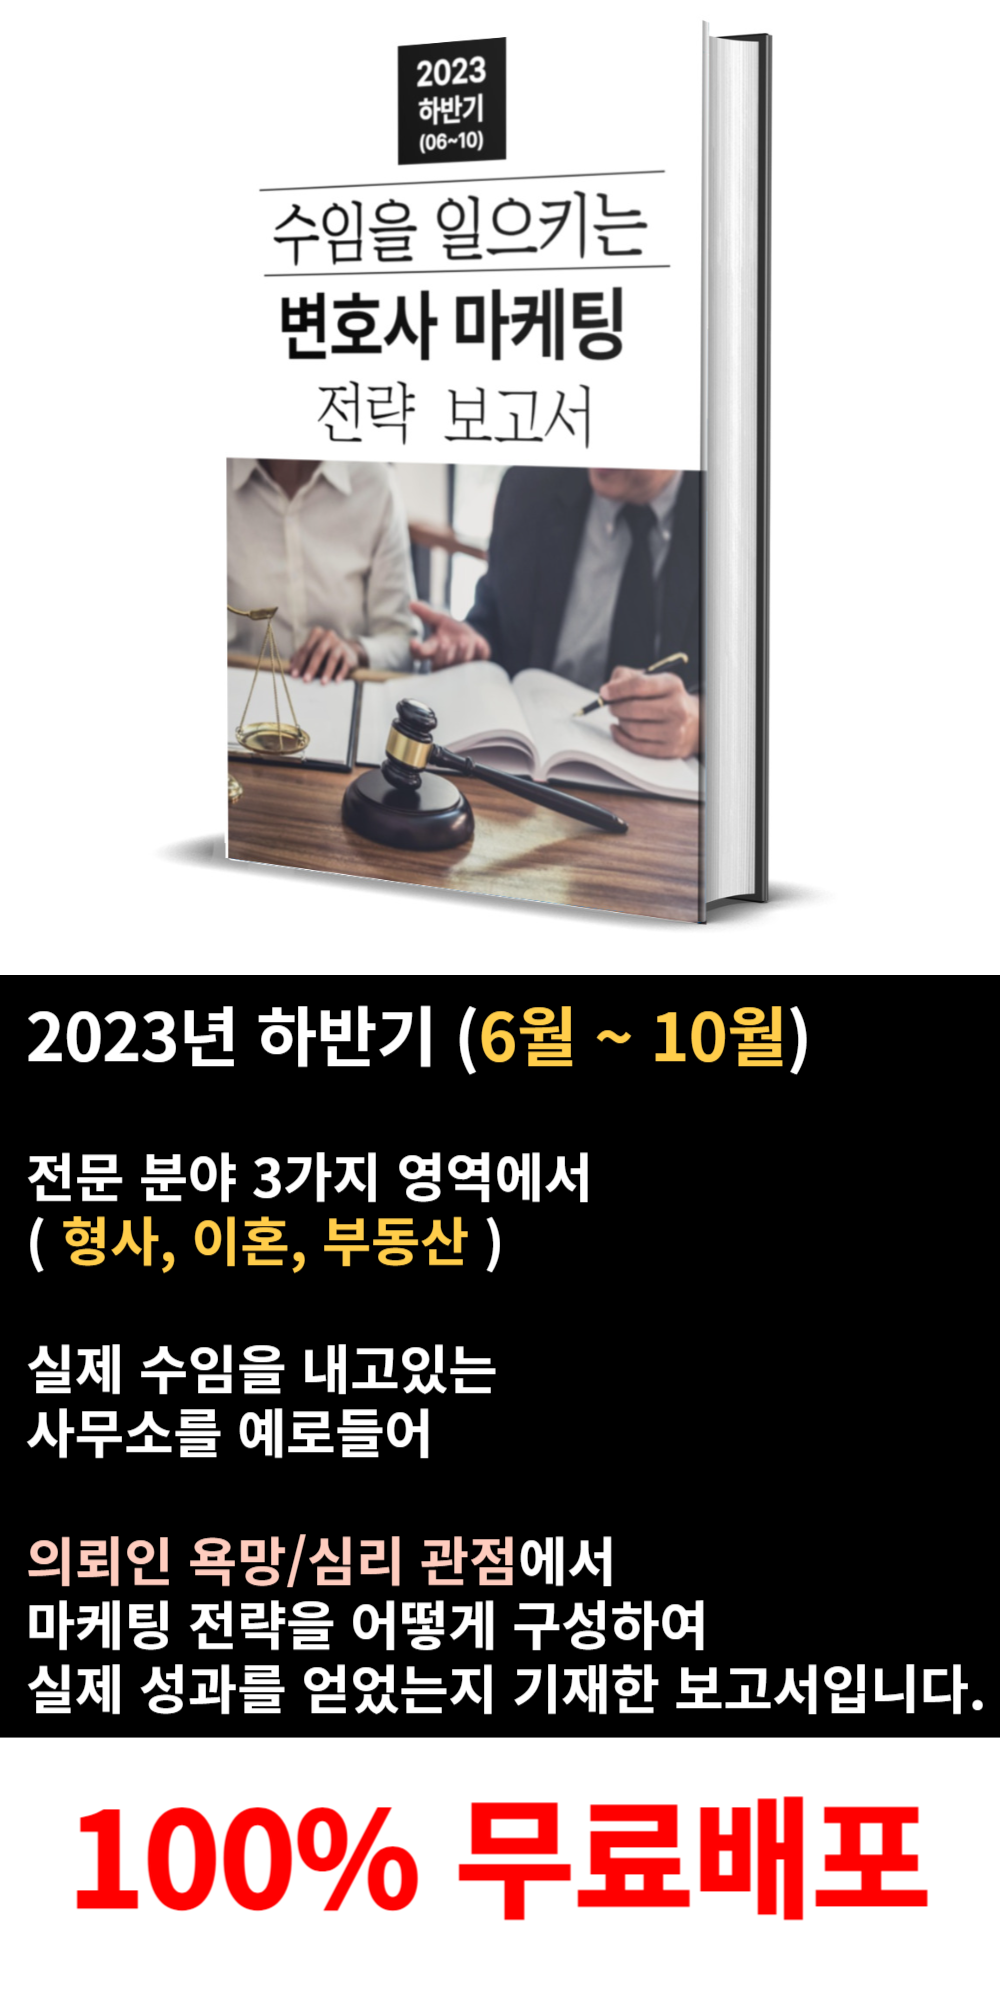 2023
하반기
(06~10)
수임을 일으키는
변호사 마케팅
전략 보고서
2023년 하반기 (6월 ~ 10월)
전문 분야 3가지 영역에서
( 형사, 이혼, 부동산 )
실제 수임을 내고있는
사무소를 예로들어
의뢰인 욕망/심리 관점에서
마케팅 전략을 어떻게 구성하여
실제 성과를 얻었는지 기재한 보고서입니다.
100% 무료배포